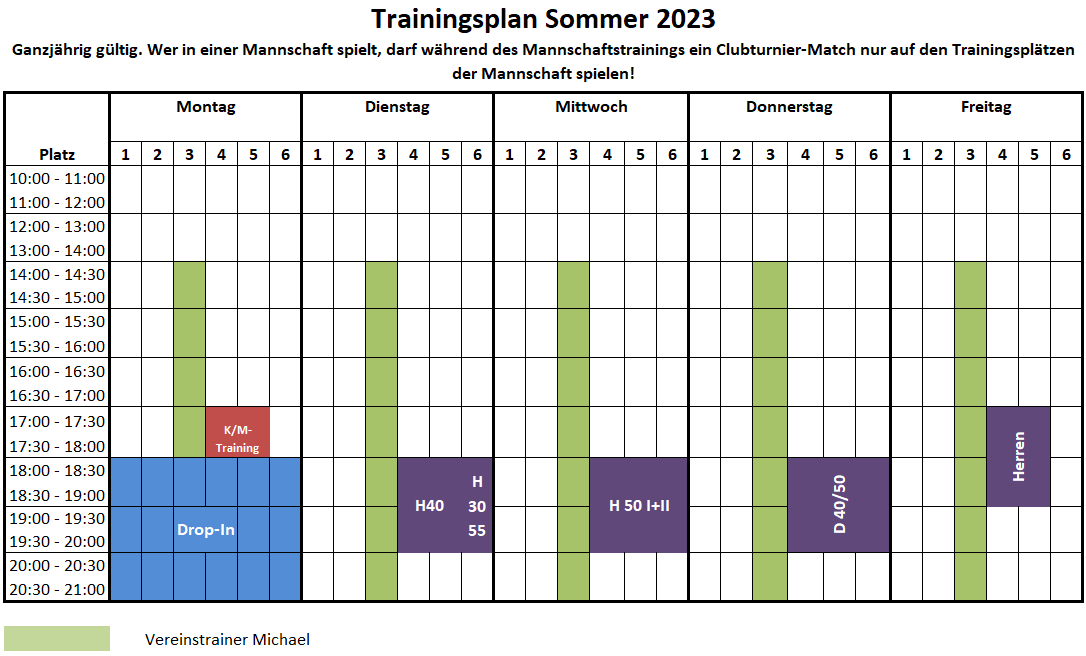 Trainingsplan Sommer 2023
Ganzjährig gültig. Wer in einer Mannschaft spielt, darf während des Mannschaftstrainings ein Clubturnier-Match nur auf den Trainingsplätzen
der Mannschaft spielen!
Montag Dienstag Mittwoch Donnerstag Freitag
Platz 1 2 3 4 5 6 1 2 3 4 5 6 1 2 3 4 5 6 1 2 3 4 5 6 1 2 3 4 5 6
10:00 - 11:00
11:00 - 12:00
12:00 - 13:00
13:00 - 14:00
14:00 - 14:30
14:30 - 15:00
15:00 - 15:30
15:30 - 16:00
16:00 - 16:30
16:30 - 17:00
17:00 - 17:30
K/M-
Training
17:30 - 18:00
Herren
18:00 - 18:30
18:30 - 19:00
H40
H
30
55
H 50 I+II
D 40/50
19:00 - 19:30
Drop-In
19:30 - 20:00
20:00 - 20:30
20:30 - 21:00
Vereinstrainer Michael